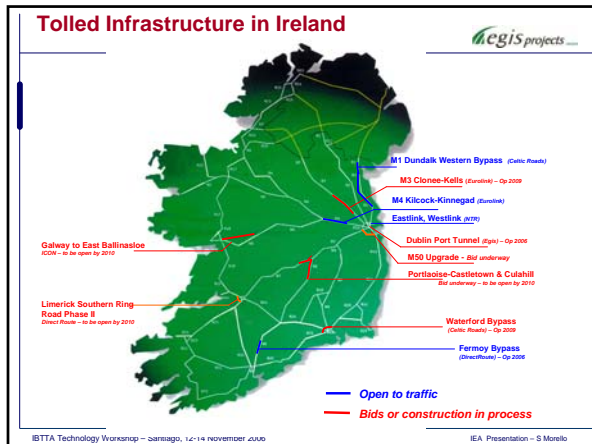 Tolled Infrastructure in Ireland
egis projects
M1 Dundalk Western Bypass (Celtic Roads)
M3 Clonee-Kells (Eurolink) – Op 2009
M4 Kilcock-Kinnegad (Eurolink)
Eastlink, Westlink (NTR)
Dublin Port Tunnel (Egis) – Op 2006
M50 Upgrade - Bid underway
Galway to East Ballinasloe
ICON – to be open by 2010
Portlaoise-Castletown & Culahill
Bid underway – to be open by 2010
Limerick Southern Ring
Road Phase II
Direct Route – to be open by 2010
Waterford Bypass
(Celtic Roads) – Op 2009
Fermoy Bypass
(DirectRoute) – Op 2006
Open to traffic
Bids or construction in process
IBTTA Technology Workshop – Santiago, 12-14 November 2006
IEA Presentation – S Morello